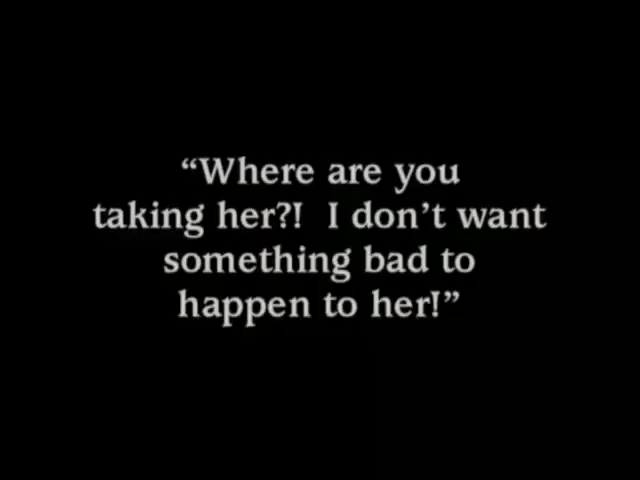 “Where are you
taking her?!  I don’t want
something bad to
happen to her!”